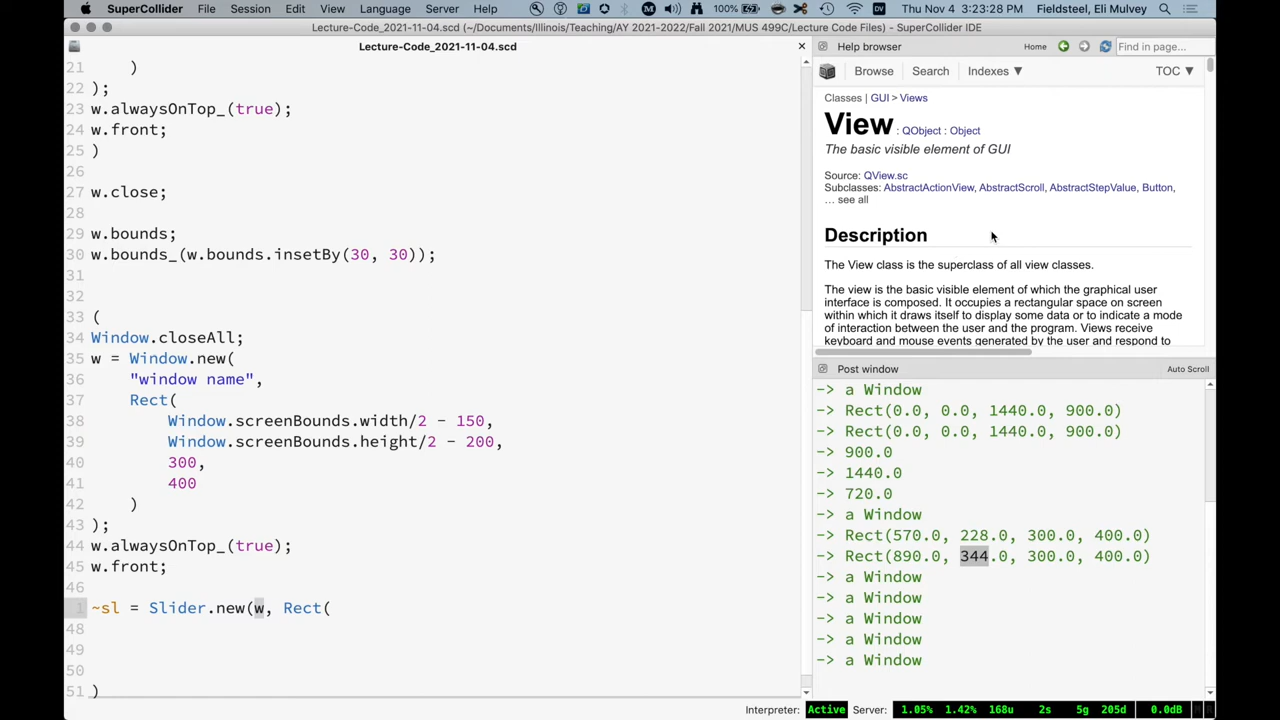 SuperCollider File Session Edit View Language Server Help 100% DV Thu Nov 4 3:23:28 PM Fieldsteel, Eli Mulvey
Lecture-Code_2021-11-04.scd (~/Documents/Illinois/Teaching/AY 2021-2022/Fall 2021/MUS 499C/Lecture Code Files) - SuperCollider IDE
Lecture-Code_2021-11-04.scd
21 )
22 );
23 w.alwaysOnTop_(true);
24 w.front;
25 )
26
27 w.close;
28
29 w.bounds;
30 w.bounds_(w.bounds.insetBy(30, 30));
31
32
33 (
34 Window.closeAll;
35 w = Window.new(
36 "window name",
37 Rect(
38 Window.screenBounds.width/2 - 150,
39 Window.screenBounds.height/2 - 200,
40 300,
41 400
42 )
43 );
44 w.alwaysOnTop_(true);
45 w.front;
46
1 ~sl = Slider.new(w, Rect(
48
49
50
51 )
Help browser Home Find in page...
Browse Search Indexes ▼ TOC ▼
Classes | GUI > Views
View : QObject : Object
The basic visible element of GUI
Source: QView.sc
Subclasses: AbstractActionView, AbstractScroll, AbstractStepValue, Button,
… see all
Description
The View class is the superclass of all view classes.
The view is the basic visible element of which the graphical user
interface is composed. It occupies a rectangular space on screen
within which it draws itself to display some data or to indicate a mode
of interaction between the user and the program. Views receive
keyboard and mouse events generated by the user and respond to
Post window Auto Scroll
-> a Window
-> Rect(0.0, 0.0, 1440.0, 900.0)
-> Rect(0.0, 0.0, 1440.0, 900.0)
-> 900.0
-> 1440.0
-> 720.0
-> a Window
-> Rect(570.0, 228.0, 300.0, 400.0)
-> Rect(890.0, 344.0, 300.0, 400.0)
-> a Window
-> a Window
-> a Window
-> a Window
-> a Window
Interpreter: Active Server: 1.05% 1.42% 168u 2s 5g 205d 0.0dB M R